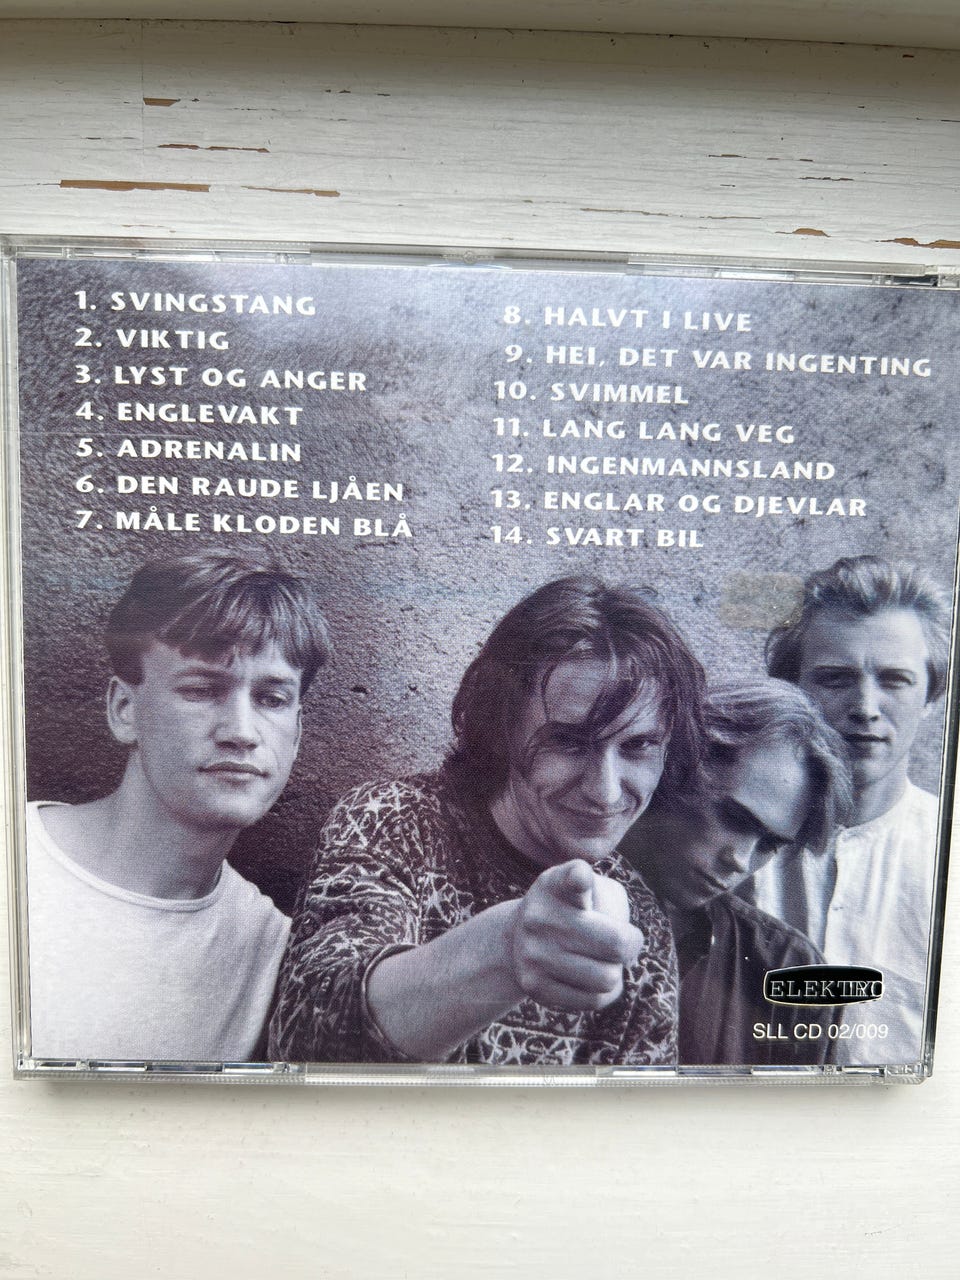 1. SVINGSTANG
2. VIKTIG
3. LYST OG ANGER
4. ENGLEVAKT
5. ADRENALIN
6. DEN RAUDE LJÅEN
7. MÅLE KLODEN BLÅ
8. HALVT I LIVE
9. HEI, DET VAR INGENTING
10. SVIMMEL
11. LANG LANG VEG
12. INGENMANNSLAND
13. ENGLAR OG DJEVLAR
14. SVART BIL
SLL CD 02/009